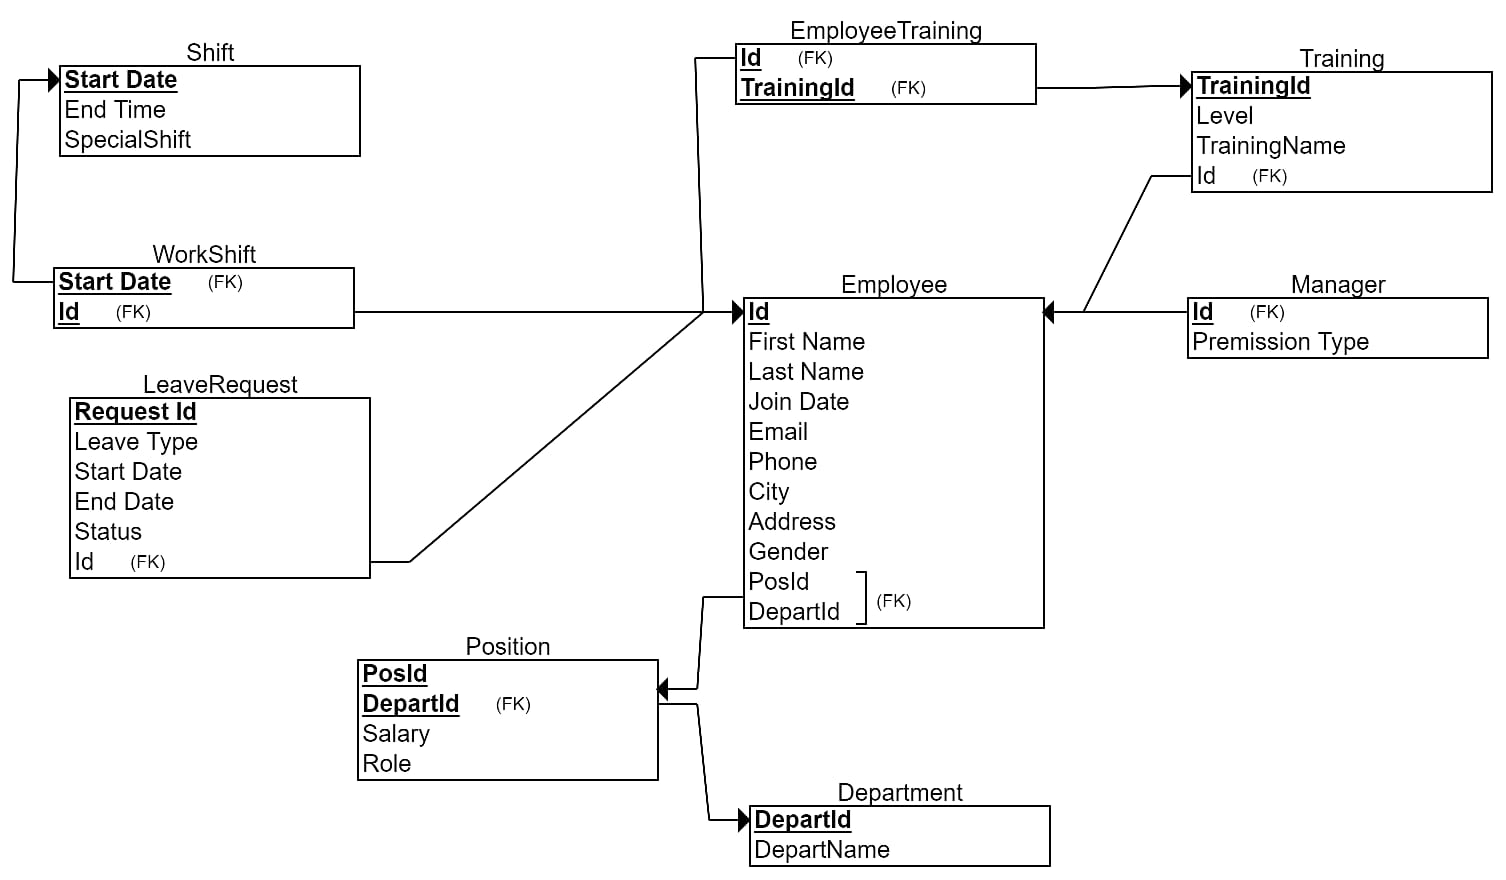 Shift
Start Date
End Time
SpecialShift
EmployeeTraining
Id (FK)
TrainingId (FK)
Training
TrainingId
Level
TrainingName
Id (FK)
WorkShift
Start Date (FK)
Id (FK)
Employee
Id
First Name
Last Name
Join Date
Email
Phone
City
Address
Gender
PosId
DepartId
(FK)
Manager
Id (FK)
Premission Type
LeaveRequest
Request Id
Leave Type
Start Date
End Date
Status
Id (FK)
Position
PosId
DepartId (FK)
Salary
Role
Department
DepartId
DepartName